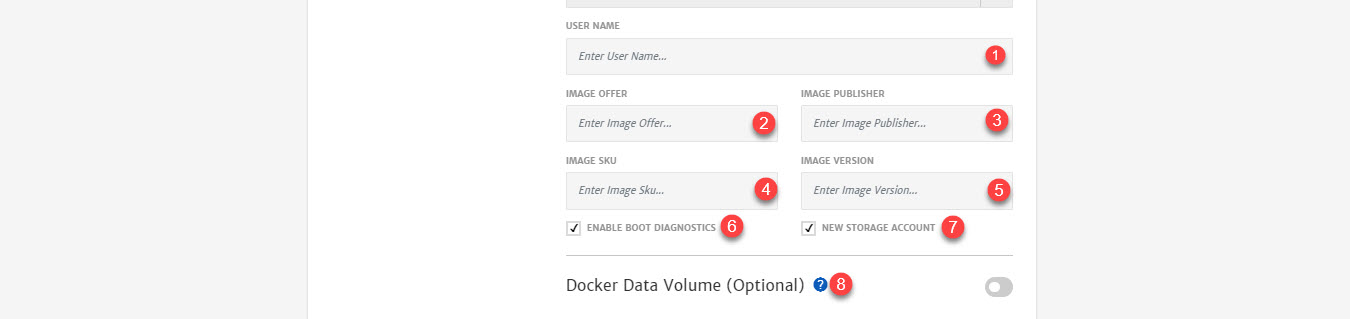 USER NAME
Enter User Name... 1
IMAGE OFFER IMAGE PUBLISHER
Enter Image Offer... 2 Enter Image Publisher... 3
IMAGE SKU IMAGE VERSION
Enter Image Sku... 4 Enter Image Version... 5
ENABLE BOOT DIAGNOSTICS 6 NEW STORAGE ACCOUNT 7
Docker Data Volume (Optional) ? 8